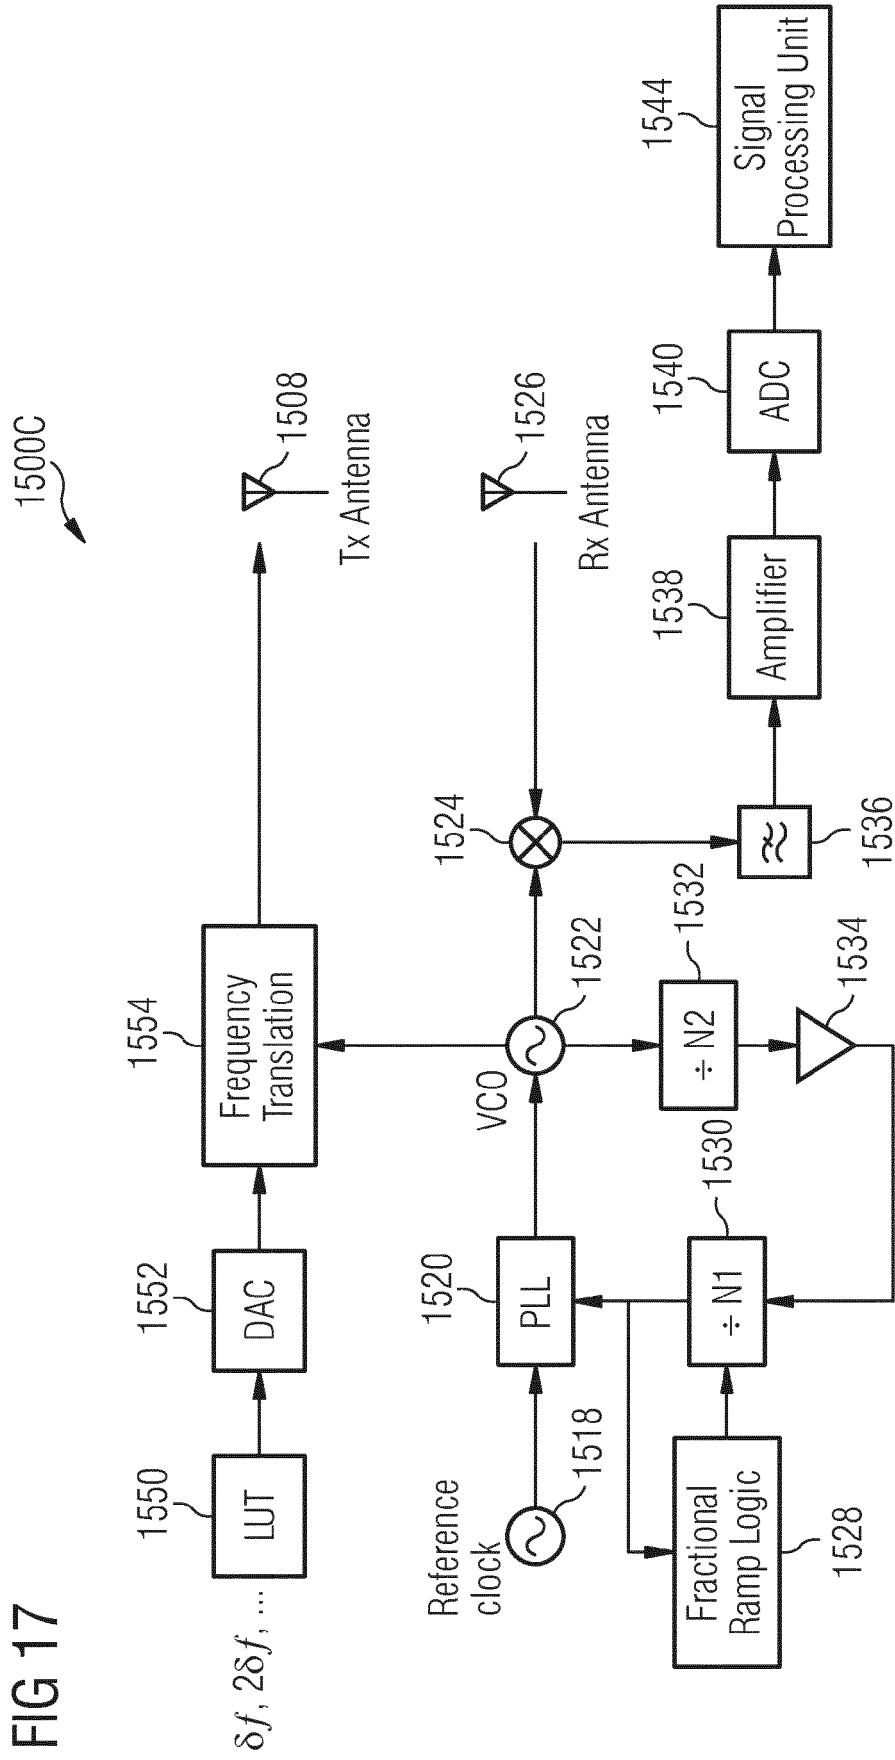 FIG 17
1500C
δf, 2δf, ...
1550
LUT
1552
DAC
1554
Frequency
Translation
1508
Tx Antenna
Reference
clock
1518
1520
PLL
VCO
1522
1524
1526
Rx Antenna
Fractional
Ramp Logic
1528
÷ N1
1530
÷ N2
1532
1534
1536
1538
Amplifier
1540
ADC
1544
Signal
Processing Unit